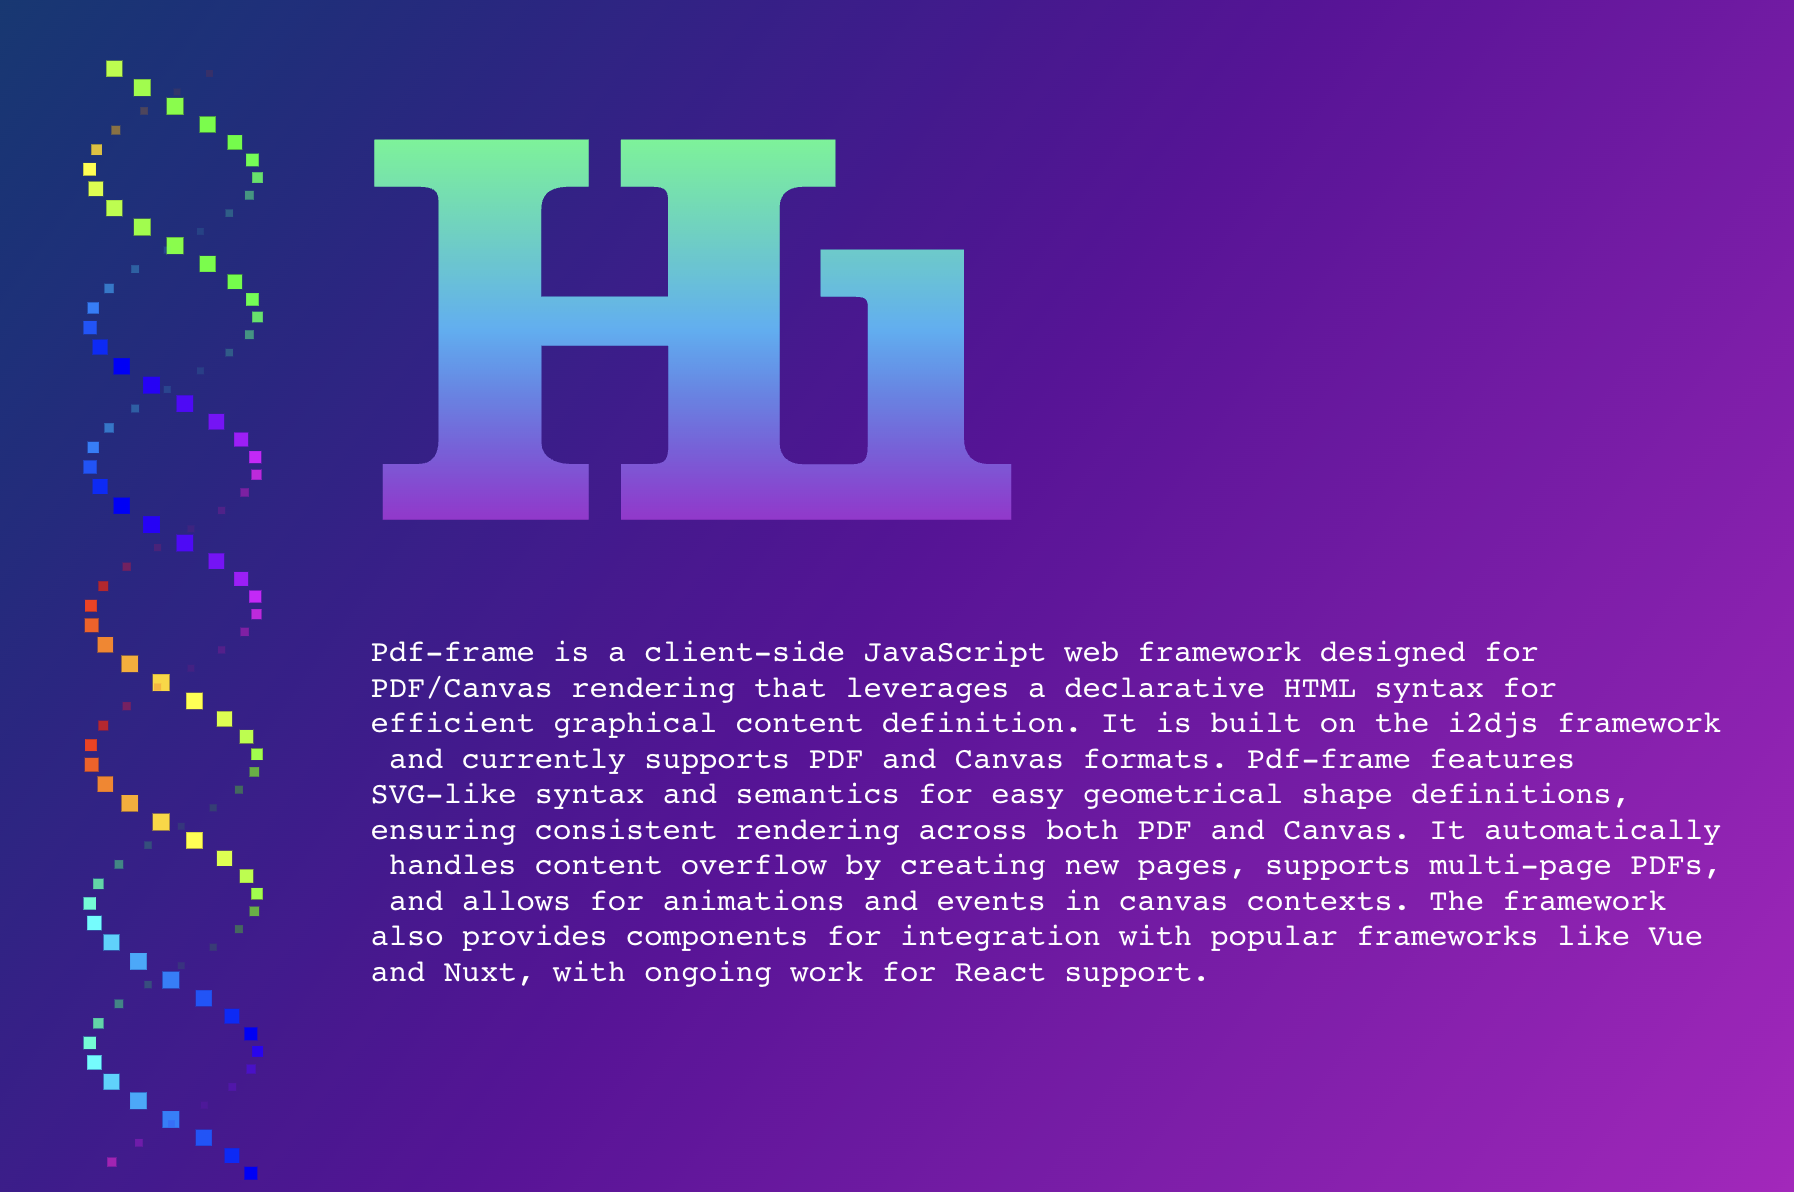 Hi
Pdf-frame is a client-side JavaScript web framework designed for
PDF/Canvas rendering that leverages a declarative HTML syntax for
efficient graphical content definition. It is built on the i2djs framework
and currently supports PDF and Canvas formats. Pdf-frame features
SVG-like syntax and semantics for easy geometrical shape definitions,
ensuring consistent rendering across both PDF and Canvas. It automatically
handles content overflow by creating new pages, supports multi-page PDFs,
and allows for animations and events in canvas contexts. The framework
also provides components for integration with popular frameworks like Vue
and Nuxt, with ongoing work for React support.